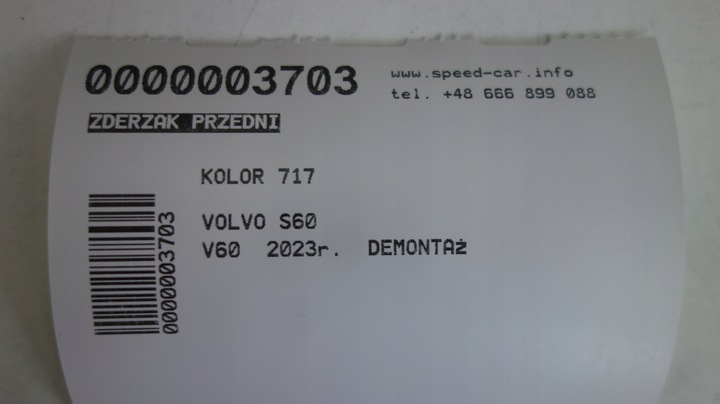 0000003703
www.speed-car.info
tel. +48 666 899 088
ZDERZAK PRZEDNI
KOLOR 717
VOLVO S60
V60 2023r. DEMONTAż
0000003703